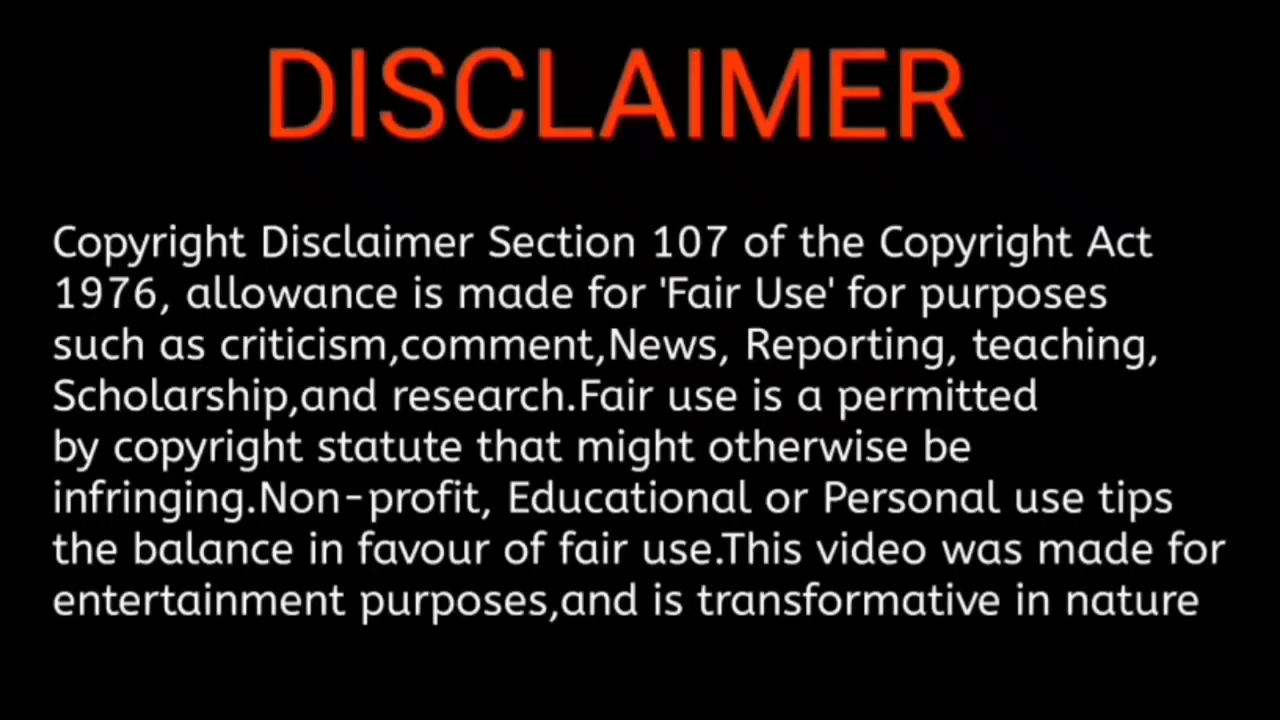 DISCLAIMER
Copyright Disclaimer Section 107 of the Copyright Act
1976, allowance is made for 'Fair Use' for purposes
such as criticism,comment,News, Reporting, teaching,
Scholarship,and research.Fair use is a permitted
by copyright statute that might otherwise be
infringing.Non-profit, Educational or Personal use tips
the balance in favour of fair use.This video was made for
entertainment purposes,and is transformative in nature